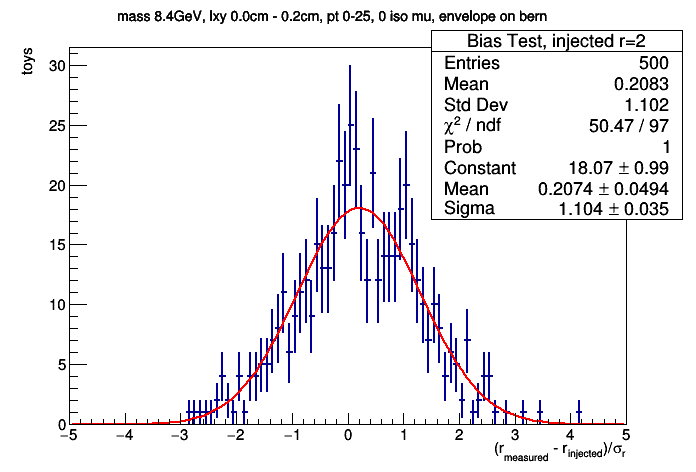 mass 8.4GeV, lxy 0.0cm - 0.2cm, pt 0-25, 0 iso mu, envelope on bern
Bias Test, injected r=2
Entries 500
Mean 0.2083
Std Dev 1.102
χ² / ndf 50.47 / 97
Prob 1
Constant 18.07 ± 0.99
Mean 0.2074 ± 0.0494
Sigma 1.104 ± 0.035
toys
30
25
20
15
10
5
0
−5 −4 −3 −2 −1 0 1 2 3 4 5
(r_measured - r_injected)/σ_r